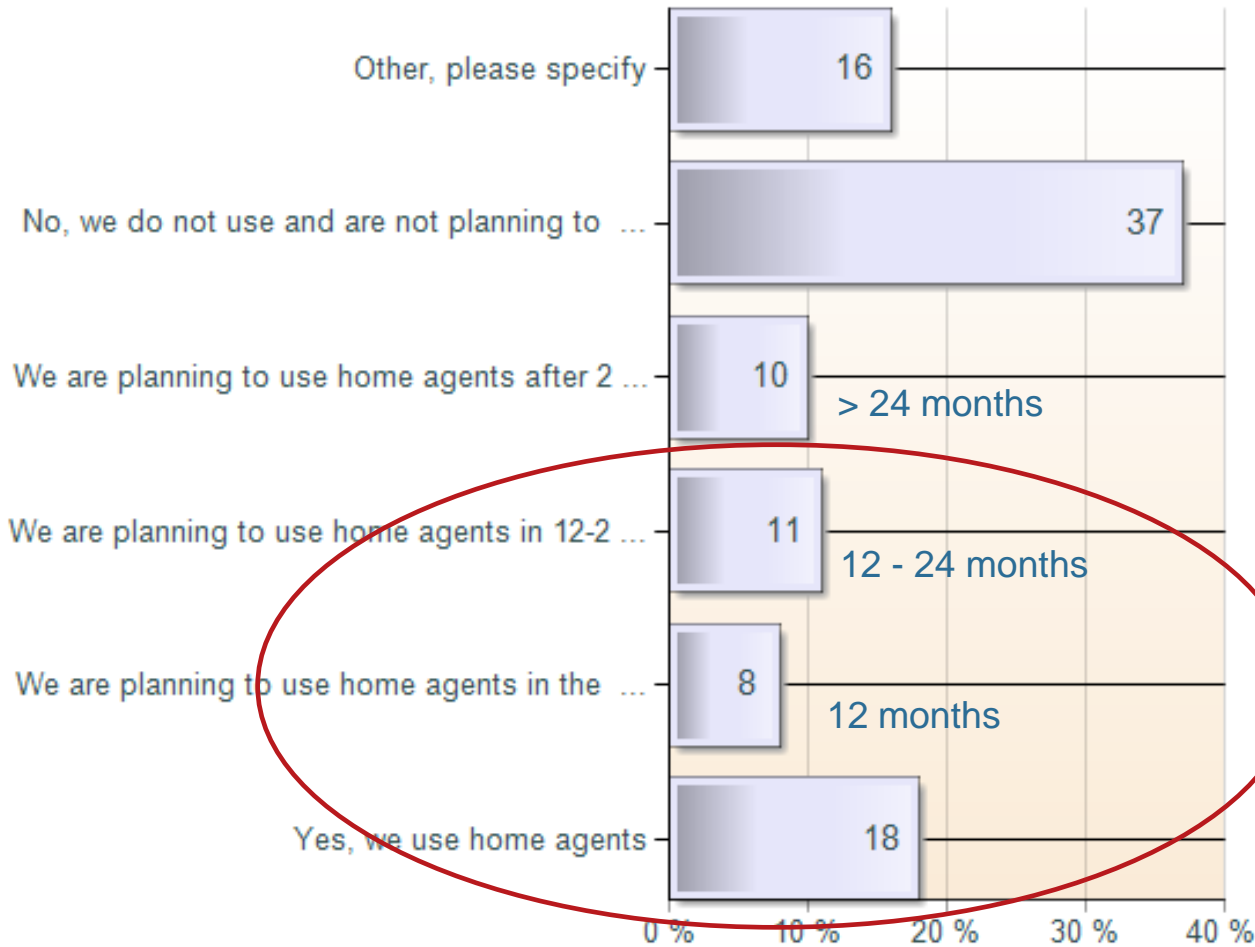 Other, please specify 16
No, we do not use and are not planning to ... 37
We are planning to use home agents after 2 ... 10
> 24 months
We are planning to use home agents in 12-2 ... 11
12 - 24 months
We are planning to use home agents in the ... 8
12 months
Yes, we use home agents 18
0 % 10 % 20 % 30 % 40 %